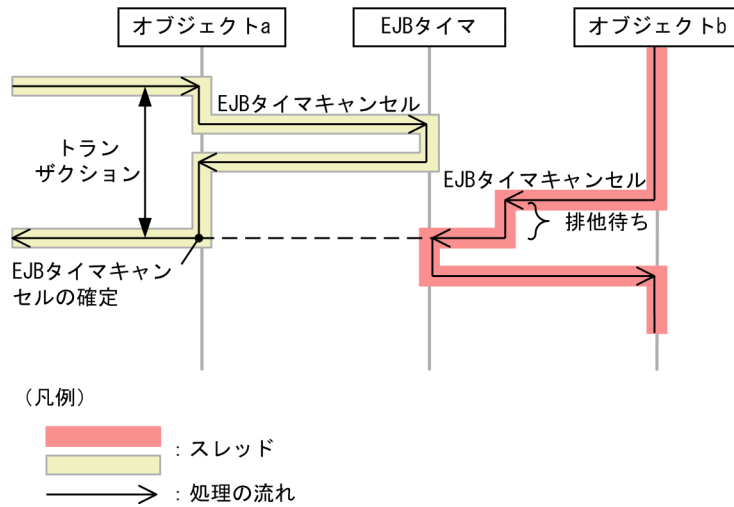 オブジェクトa
EJBタイマ
オブジェクトb
EJBタイマキャンセル
トラン
ザクション
EJBタイマキャンセル
排他待ち
EJBタイマキャン
セルの確定
（凡例）
：スレッド
：処理の流れ